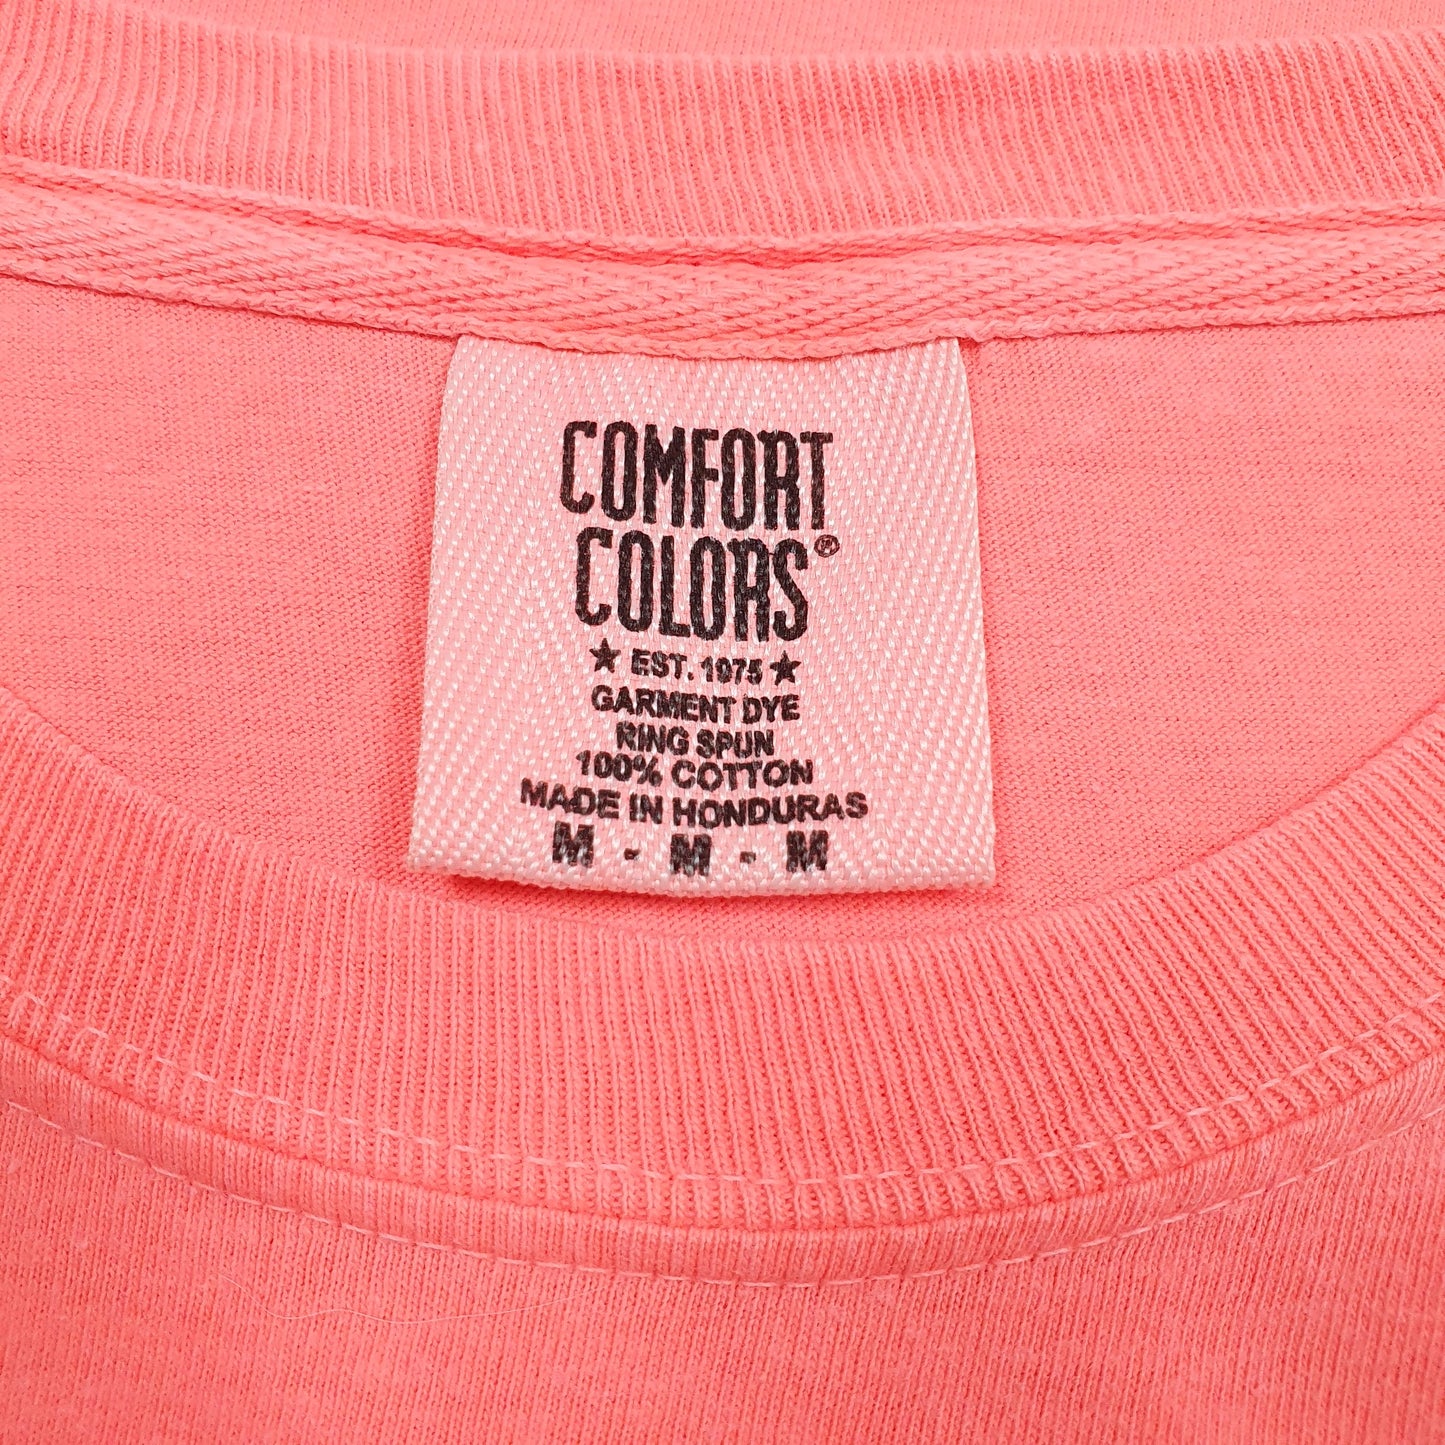 COMFORT
COLORS®
★ EST. 1975 ★
GARMENT DYE
RING SPUN
100% COTTON
MADE IN HONDURAS
M - M - M